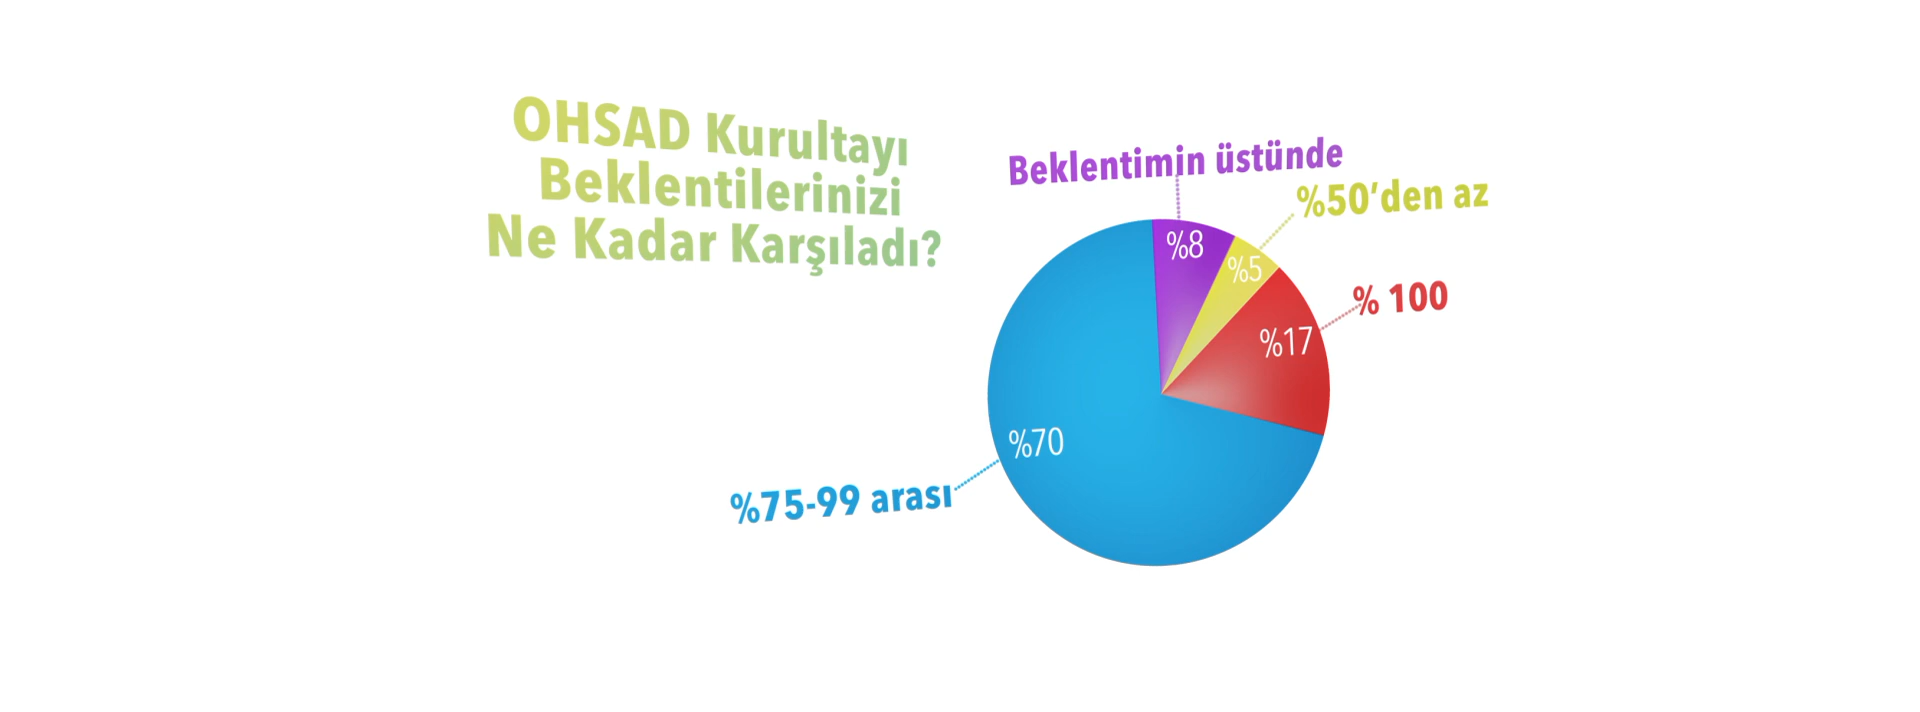 OHSAD Kurultayı
Beklentilerinizi
Ne Kadar Karşıladı?
Beklentimin üstünde
%50'den az
%8
%5
% 100
%17
%70
%75-99 arası